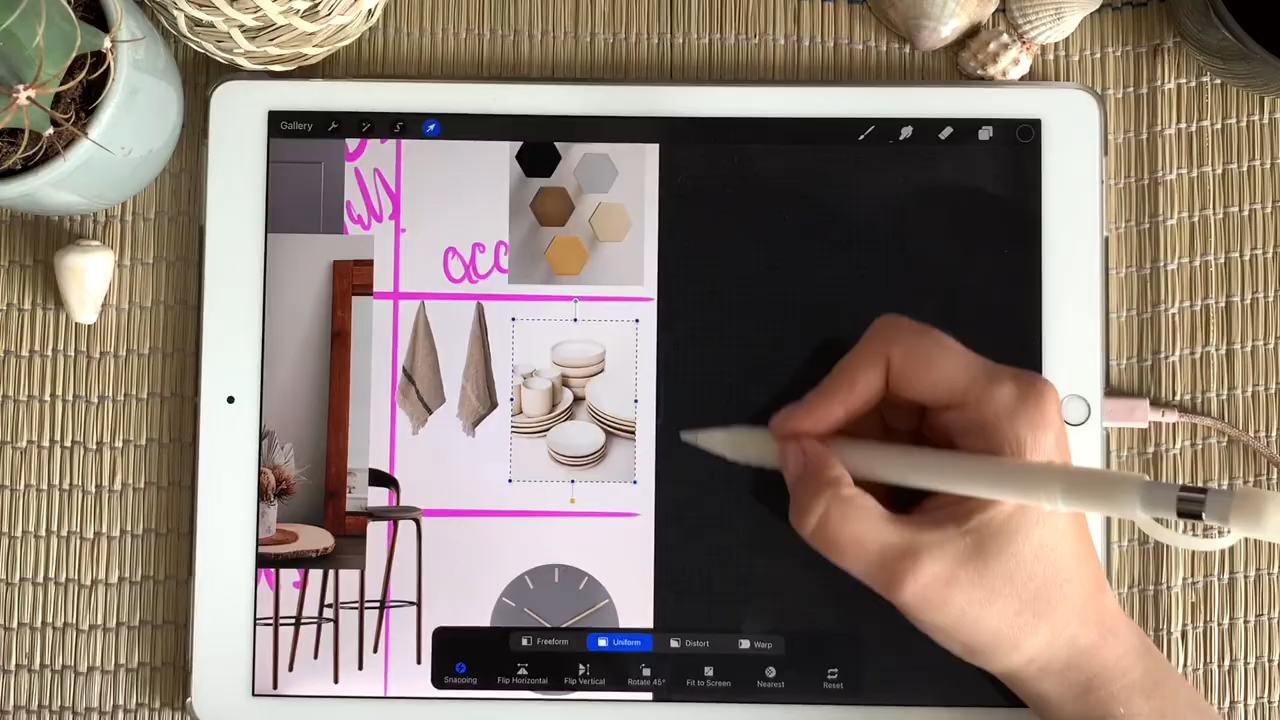 Gallery
acc
Freeform Uniform Distort Warp
Snapping Flip Horizontal Flip Vertical Rotate 45° Fit to Screen Nearest Reset